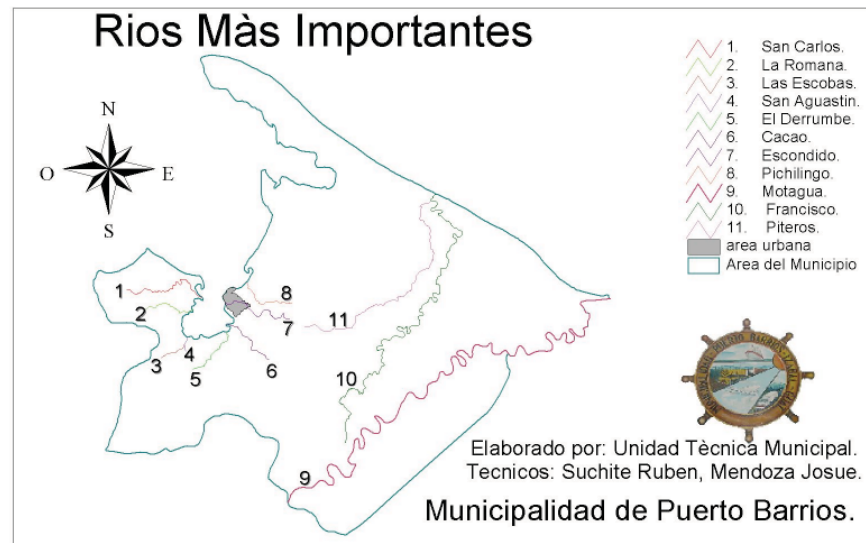 Rios Màs Importantes
N
O
E
S
1. San Carlos.
2. La Romana.
3. Las Escobas.
4. San Agustin.
5. El Derrumbe.
6. Cacao.
7. Escondido.
8. Pichilingo.
9. Motagua.
10. Francisco.
11. Piteros.
area urbana
Area del Municipio
1
2
3
4
5
6
7
8
9
10
11
Elaborado por: Unidad Tècnica Municipal.
Tecnicos: Suchite Ruben, Mendoza Josue.
Municipalidad de Puerto Barrios.